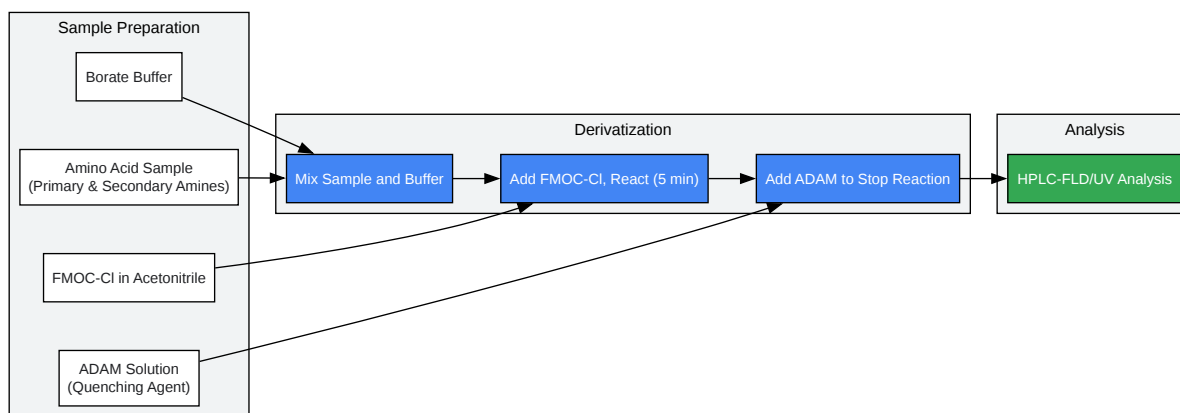 Sample Preparation
Borate Buffer
Amino Acid Sample
(Primary & Secondary Amines)
FMOC-Cl in Acetonitrile
ADAM Solution
(Quenching Agent)
Derivatization
Mix Sample and Buffer
Add FMOC-Cl, React (5 min)
Add ADAM to Stop Reaction
Analysis
HPLC-FLD/UV Analysis